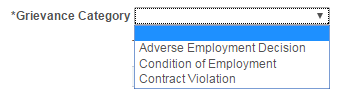 *Grievance Category
Adverse Employment Decision
Condition of Employment
Contract Violation